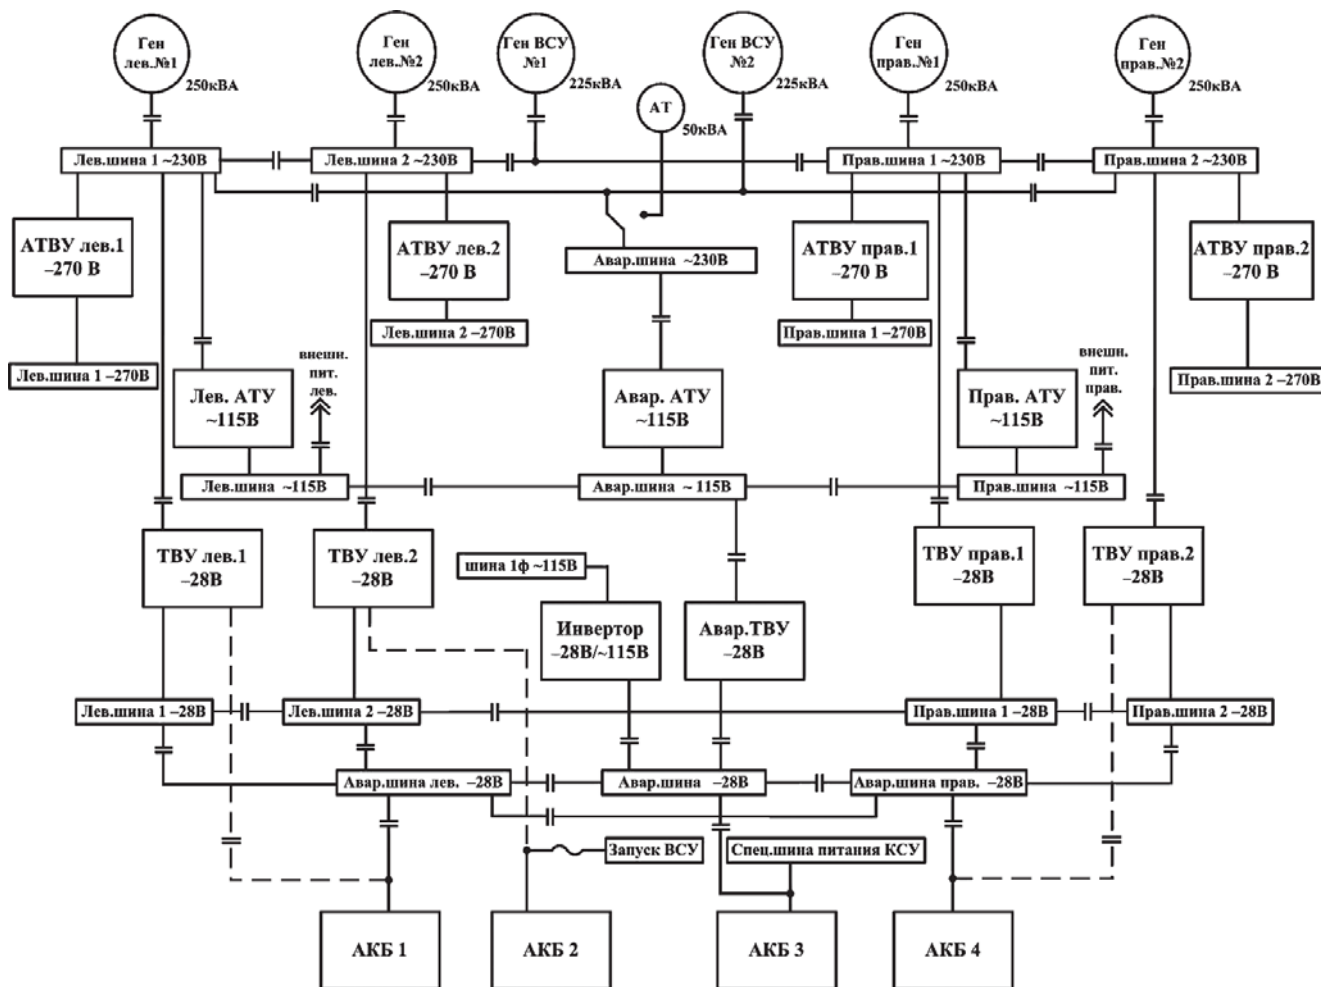 Ген
лев.№1
250кВА
Ген
лев.№2
250кВА
Ген ВСУ
№1
225кВА
АТ
50кВА
Ген ВСУ
№2
225кВА
Ген
прав.№1
250кВА
Ген
прав.№2
250кВА
Лев.шина 1 ~230В
Лев.шина 2 ~230В
Прав.шина 1 ~230В
Прав.шина 2 ~230В
АТВУ лев.1
–270 В
АТВУ лев.2
–270 В
Авар.шина ~230В
АТВУ прав.1
–270 В
АТВУ прав.2
–270 В
Лев.шина 1 –270В
Лев.шина 2 –270В
Прав.шина 1 –270В
Прав.шина 2 –270В
Лев. АТУ
~115В
внешн.
пит.
лев.
Авар. АТУ
~115В
Прав. АТУ
~115В
внешн.
пит.
прав.
Лев.шина ~115В
Авар.шина ~ 115В
Прав.шина ~115В
ТВУ лев.1
–28В
ТВУ лев.2
–28В
шина 1ф ~115В
Инвертор
–28В/~115В
Авар.ТВУ
–28В
ТВУ прав.1
–28В
ТВУ прав.2
–28В
Лев.шина 1 –28В
Лев.шина 2 –28В
Прав.шина 1 –28В
Прав.шина 2 –28В
Авар.шина лев. –28В
Авар.шина –28В
Авар.шина прав. –28В
Запуск ВСУ
Спец.шина питания КСУ
АКБ 1
АКБ 2
АКБ 3
АКБ 4